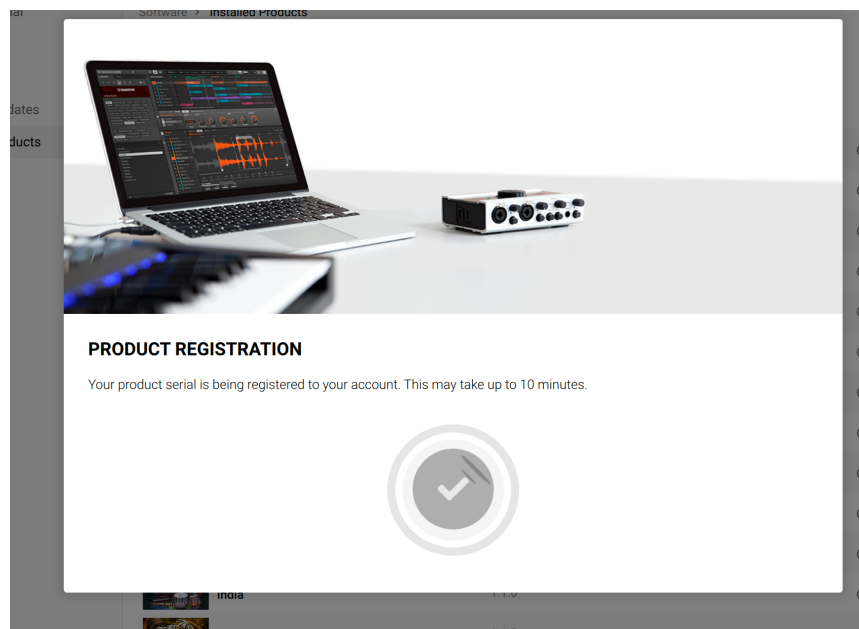 Software > Installed Products
dates
ducts
PRODUCT REGISTRATION
Your product serial is being registered to your account. This may take up to 10 minutes.
India